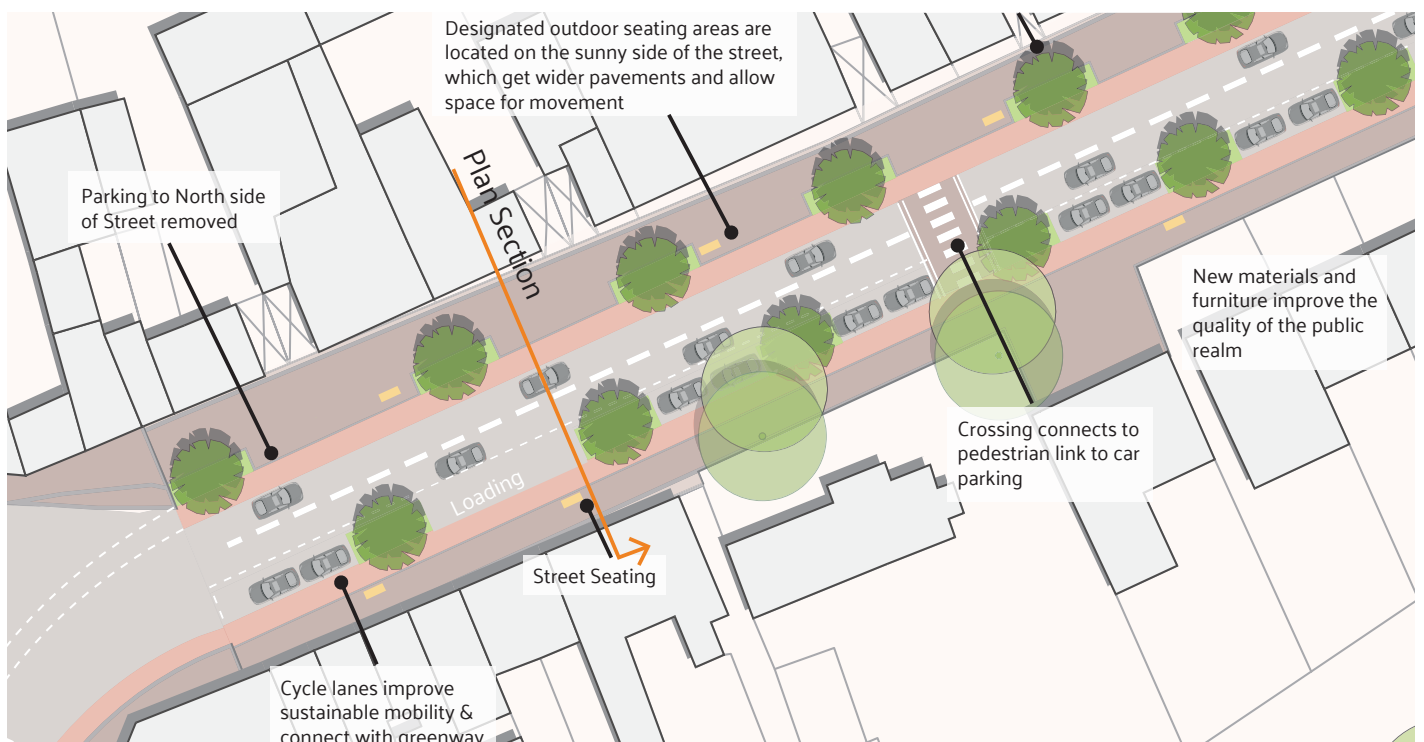 Designated outdoor seating areas are
located on the sunny side of the street,
which get wider pavements and allow
space for movement
Parking to North side
of Street removed
Plan Section
New materials and
furniture improve the
quality of the public
realm
Crossing connects to
pedestrian link to car
parking
Loading
Street Seating
Cycle lanes improve
sustainable mobility &
connect with greenway